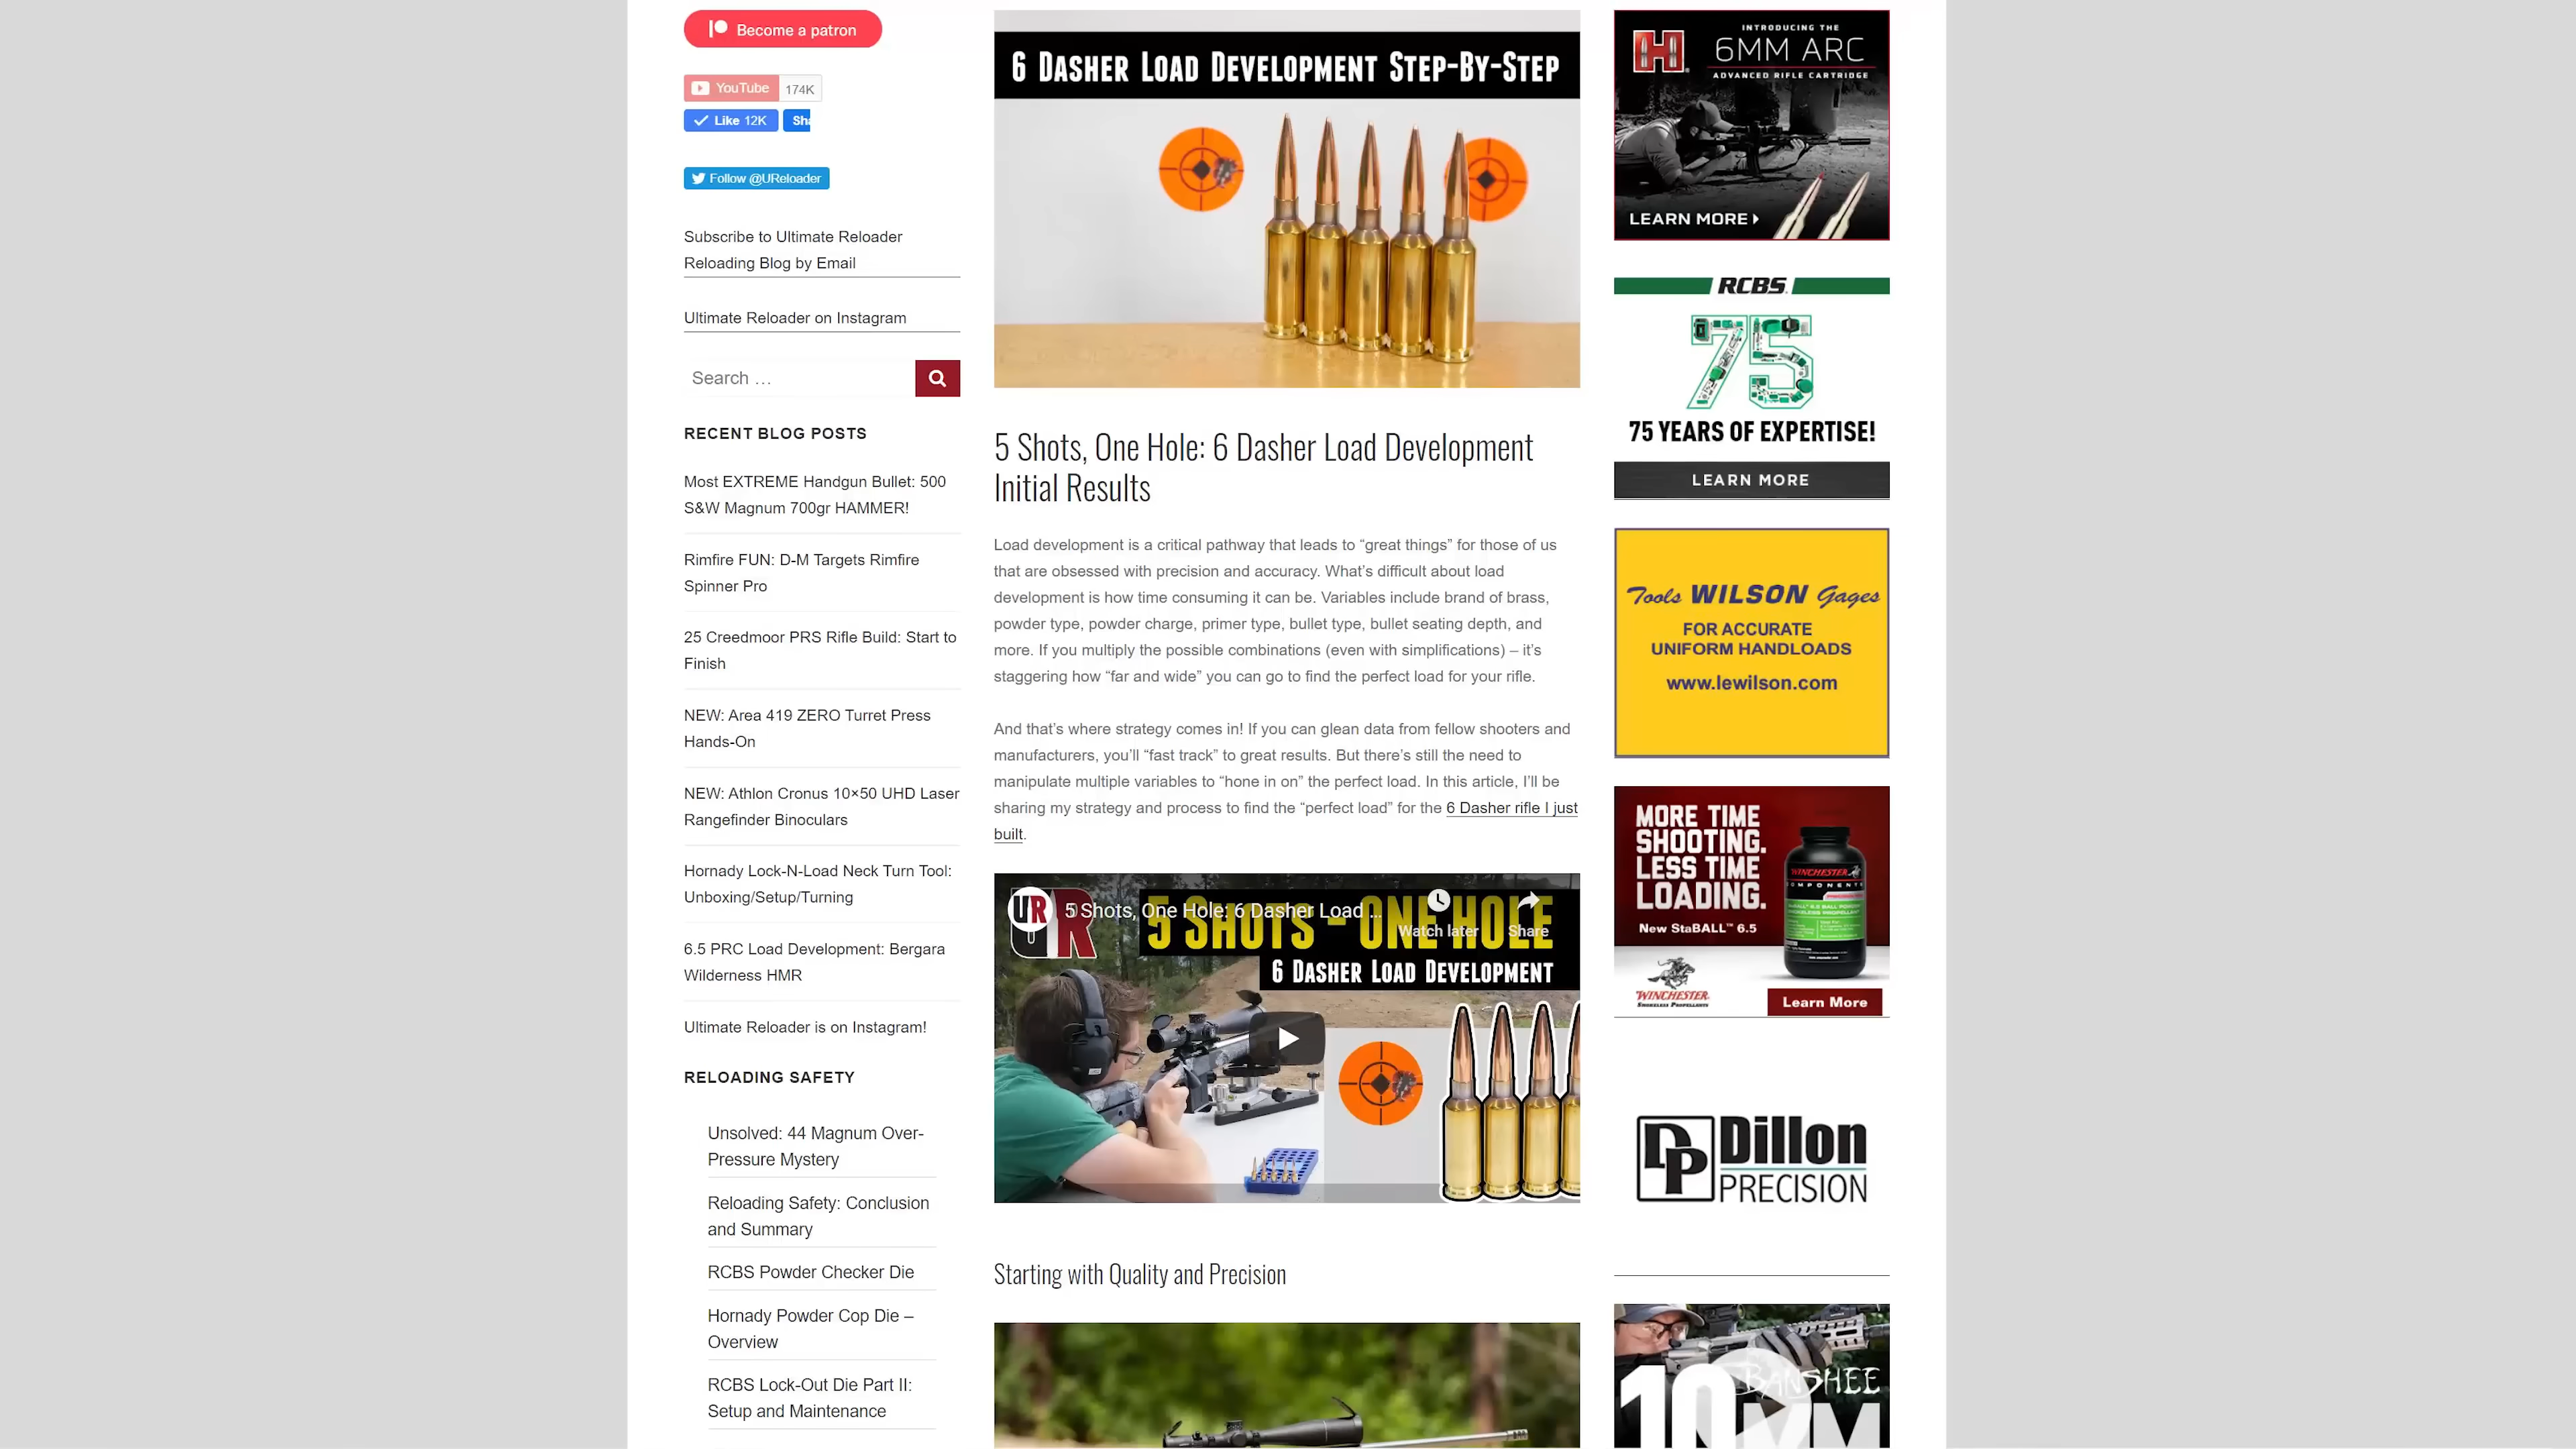 Become a patron
YouTube 174K
Like 12K Sha
Follow @UReloader
Subscribe to Ultimate Reloader
Reloading Blog by Email
Ultimate Reloader on Instagram
Search …
RECENT BLOG POSTS
Most EXTREME Handgun Bullet: 500
S&W Magnum 700gr HAMMER!
Rimfire FUN: D-M Targets Rimfire
Spinner Pro
25 Creedmoor PRS Rifle Build: Start to
Finish
NEW: Area 419 ZERO Turret Press
Hands-On
NEW: Athlon Cronus 10×50 UHD Laser
Rangefinder Binoculars
Hornady Lock-N-Load Neck Turn Tool:
Unboxing/Setup/Turning
6.5 PRC Load Development: Bergara
Wilderness HMR
Ultimate Reloader is on Instagram!
RELOADING SAFETY
Unsolved: 44 Magnum Over-
Pressure Mystery
Reloading Safety: Conclusion
and Summary
RCBS Powder Checker Die
Hornady Powder Cop Die –
Overview
RCBS Lock-Out Die Part II:
Setup and Maintenance
6 DASHER LOAD DEVELOPMENT STEP-BY-STEP
5 Shots, One Hole: 6 Dasher Load Development
Initial Results
Load development is a critical pathway that leads to “great things” for those of us
that are obsessed with precision and accuracy. What’s difficult about load
development is how time consuming it can be. Variables include brand of brass,
powder type, powder charge, primer type, bullet type, bullet seating depth, and
more. If you multiply the possible combinations (even with simplifications) – it’s
staggering how “far and wide” you can go to find the perfect load for your rifle.
And that’s where strategy comes in! If you can glean data from fellow shooters and
manufacturers, you’ll “fast track” to great results. But there’s still the need to
manipulate multiple variables to “hone in on” the perfect load. In this article, I’ll be
sharing my strategy and process to find the “perfect load” for the 6 Dasher rifle I just
built.
UR 5 Shots, One Hole: 6 Dasher Load ...
UR 5 SHOTS - ONE HOLE
Watch later Share
6 DASHER LOAD DEVELOPMENT
Starting with Quality and Precision
INTRODUCING THE
H 6MM ARC
ADVANCED RIFLE CARTRIDGE
LEARN MORE
RCBS
75
75 YEARS OF EXPERTISE!
LEARN MORE
Tools WILSON Gages
FOR ACCURATE
UNIFORM HANDLOADS
www.lewilson.com
MORE TIME
SHOOTING.
LESS TIME
LOADING.
WINCHESTER
COMPONENTS
New StaBALL™ 6.5
WINCHESTER
SMOKELESS PROPELLANTS
Learn More
DP Dillon
PRECISION
BANSHEE
10MM